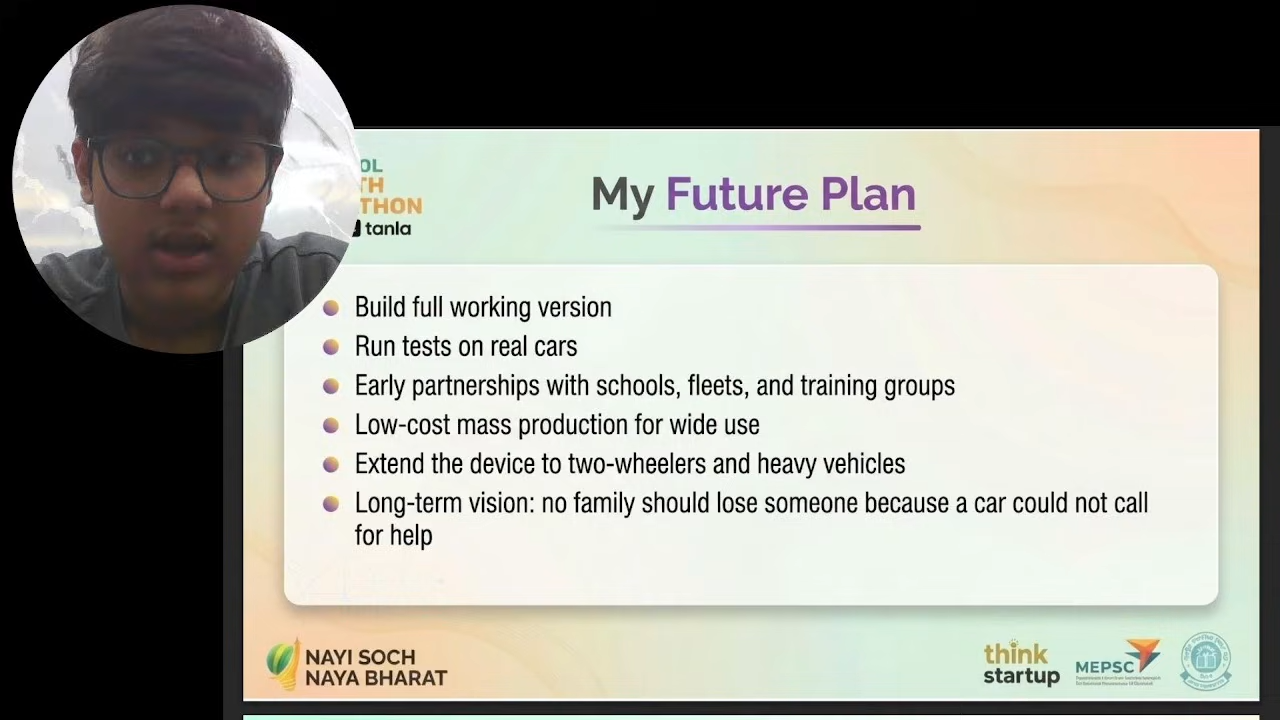 OL
TH
THON
tanla
My Future Plan
Build full working version
Run tests on real cars
Early partnerships with schools, fleets, and training groups
Low-cost mass production for wide use
Extend the device to two-wheelers and heavy vehicles
Long-term vision: no family should lose someone because a car could not call
for help
NAYI SOCH
NAYA BHARAT
think
startup
MEPSC